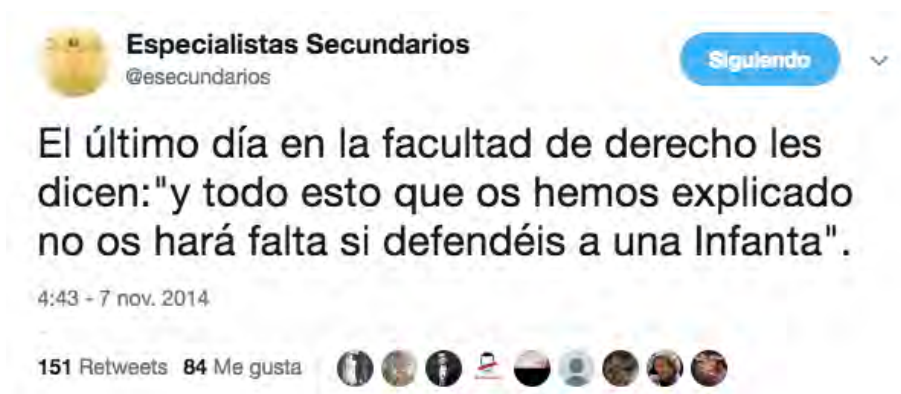 Especialistas Secundarios
@esecundarios
Siguiendo
El último día en la facultad de derecho les
dicen:"y todo esto que os hemos explicado
no os hará falta si defendéis a una Infanta".
4:43 - 7 nov. 2014
151 Retweets 84 Me gusta